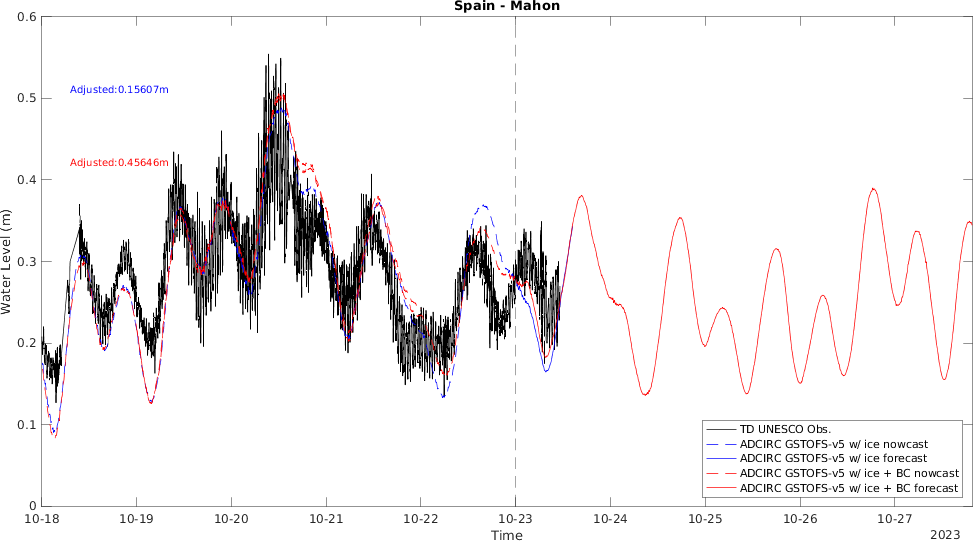 Spain - Mahon
0.6
0.5
0.4
0.3
0.2
0.1
0
Water Level (m)
Adjusted:0.15607m
Adjusted:0.45646m
TD UNESCO Obs.
ADCIRC GSTOFS-v5 w/ ice nowcast
ADCIRC GSTOFS-v5 w/ ice forecast
ADCIRC GSTOFS-v5 w/ ice + BC nowcast
ADCIRC GSTOFS-v5 w/ ice + BC forecast
10-18 10-19 10-20 10-21 10-22 10-23 10-24 10-25 10-26 10-27
Time
2023